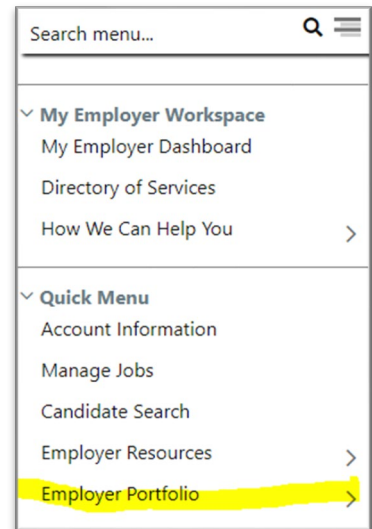 Search menu...
My Employer Workspace
My Employer Dashboard
Directory of Services
How We Can Help You
Quick Menu
Account Information
Manage Jobs
Candidate Search
Employer Resources
Employer Portfolio